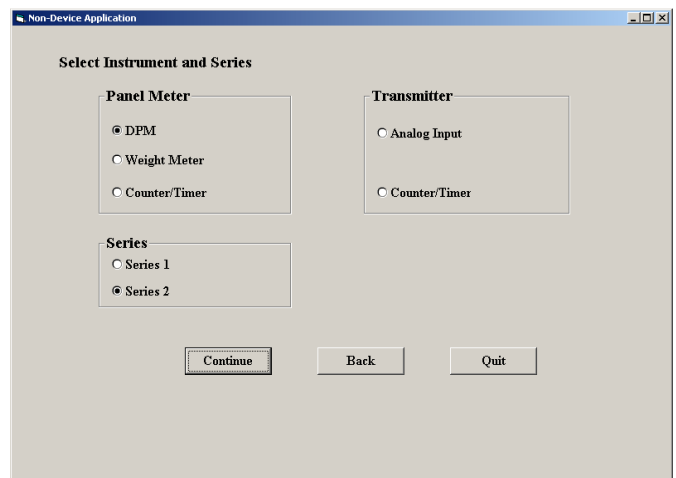 Non-Device Application
Select Instrument and Series
Panel Meter
DPM
Weight Meter
Counter/Timer
Transmitter
Analog Input
Counter/Timer
Series
Series 1
Series 2
Continue
Back
Quit